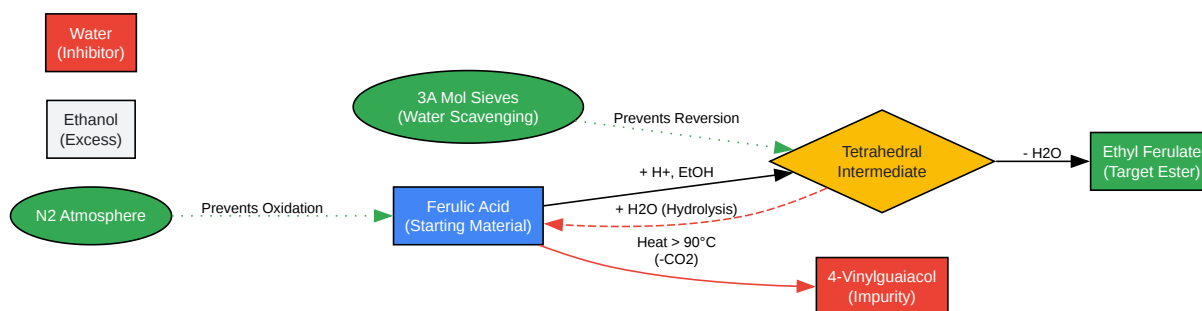 Water
(Inhibitor)
Ethanol
(Excess)
N2 Atmosphere
Prevents Oxidation
3A Mol Sieves
(Water Scavenging)
Prevents Reversion
Ferulic Acid
(Starting Material)
+ H+, EtOH
+ H2O (Hydrolysis)
Heat > 90°C
(-CO2)
Tetrahedral
Intermediate
- H2O
Ethyl Ferulate
(Target Ester)
4-Vinylguaiacol
(Impurity)